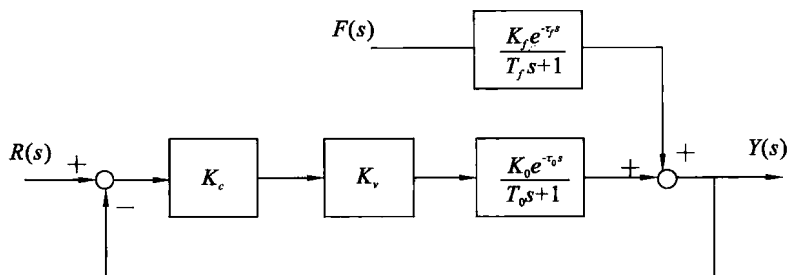 F(s)
K_f e^{-τ_f s}
T_f s+1
+
R(s)
+
−
K_c
K_v
K_0 e^{-τ_0 s}
T_0 s+1
+
Y(s)